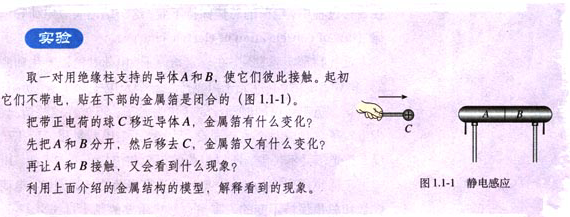 实验
取一对用绝缘柱支持的导体A和B，使它们彼此接触。起初
它们不带电，贴在下部的金属箔是闭合的（图1.1-1）。
把带正电荷的球C移近导体A，金属箔有什么变化？
先把A和B分开，然后移去C，金属箔又有什么变化？
再让A和B接触，又会看到什么现象？
利用上面介绍的金属结构的模型，解释看到的现象。
C
A B
图1.1-1 静电感应